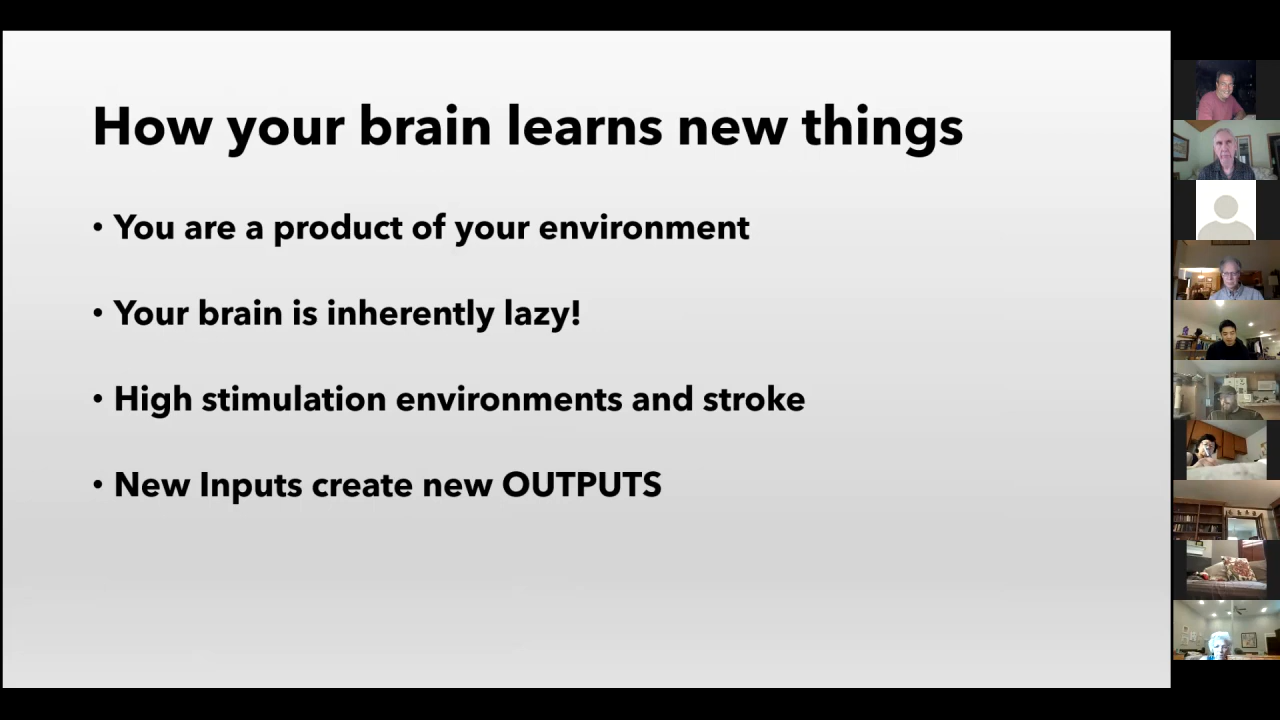 How your brain learns new things
• You are a product of your environment
• Your brain is inherently lazy!
• High stimulation environments and stroke
• New Inputs create new OUTPUTS